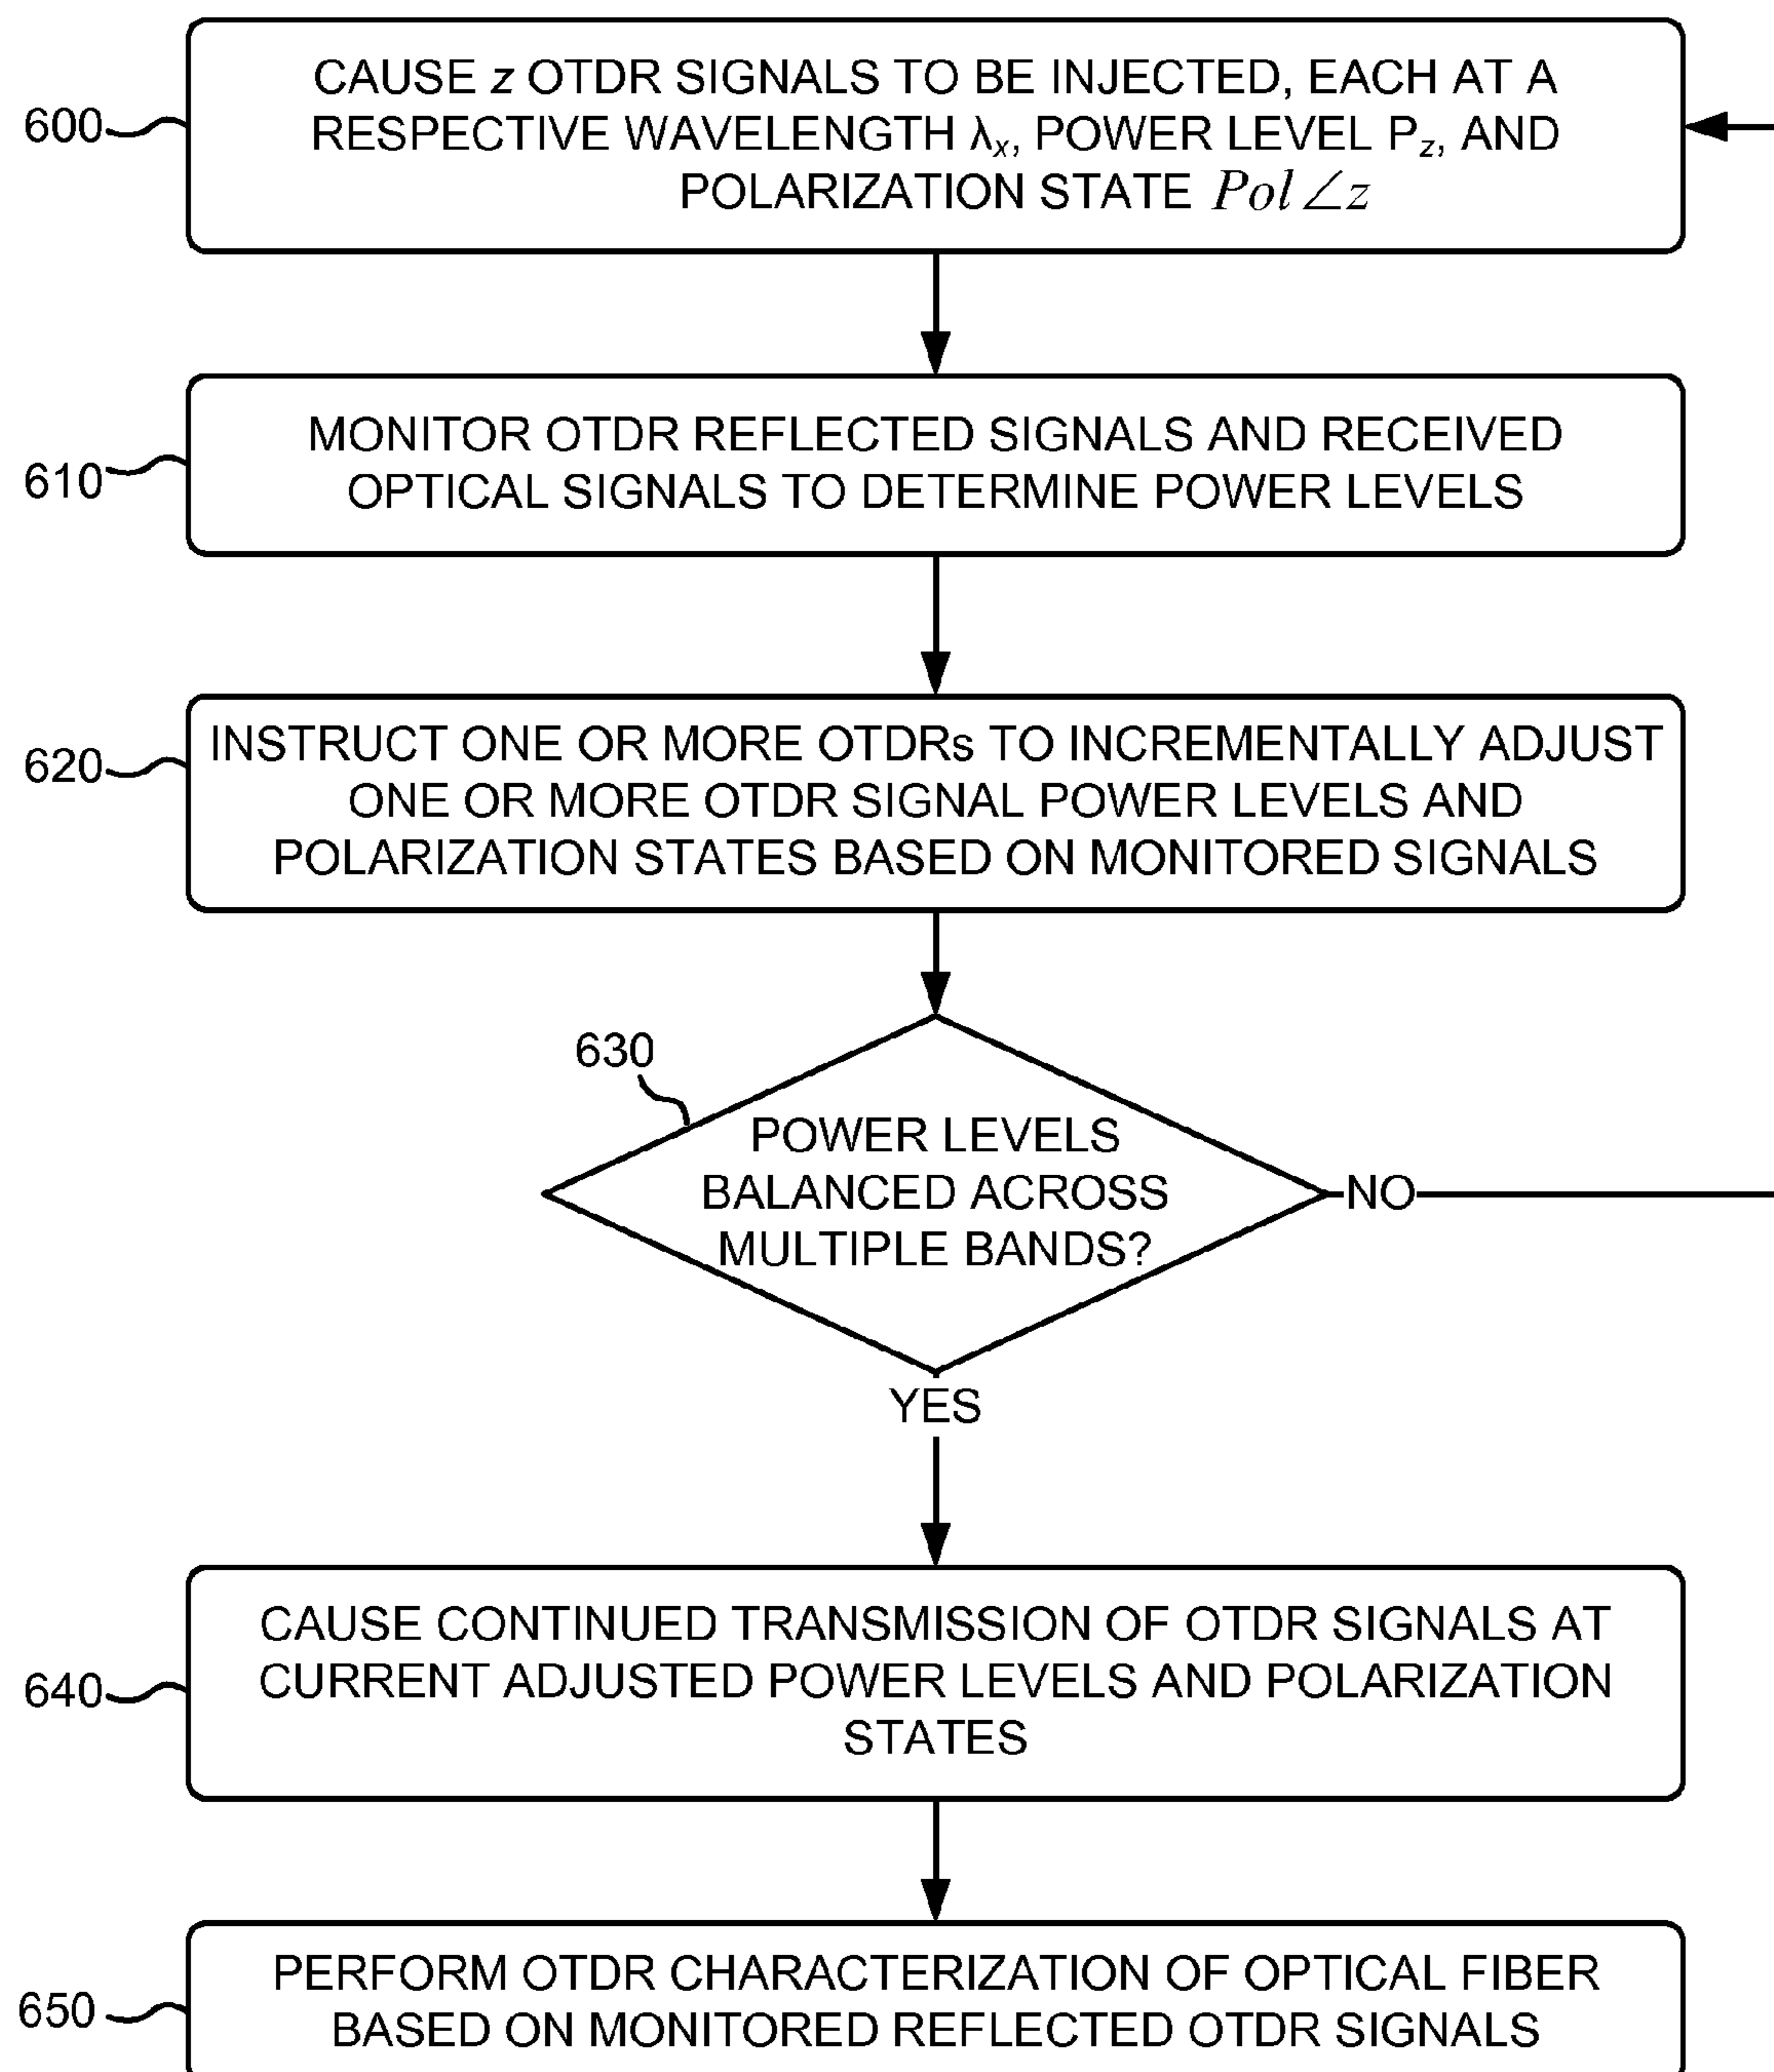 CAUSE z OTDR SIGNALS TO BE INJECTED, EACH AT A
600
RESPECTIVE WAVELENGTH λx, POWER LEVEL Pz, AND
POLARIZATION STATE Pol∠z
MONITOR OTDR REFLECTED SIGNALS AND RECEIVED
610
OPTICAL SIGNALS TO DETERMINE POWER LEVELS
INSTRUCT ONE OR MORE OTDRs TO INCREMENTALLY ADJUST
620
ONE OR MORE OTDR SIGNAL POWER LEVELS AND
POLARIZATION STATES BASED ON MONITORED SIGNALS
630
POWER LEVELS
BALANCED ACROSS
NO
MULTIPLE BANDS?
YES
CAUSE CONTINUED TRANSMISSION OF OTDR SIGNALS AT
640
CURRENT ADJUSTED POWER LEVELS AND POLARIZATION
STATES
PERFORM OTDR CHARACTERIZATION OF OPTICAL FIBER
650
BASED ON MONITORED REFLECTED OTDR SIGNALS